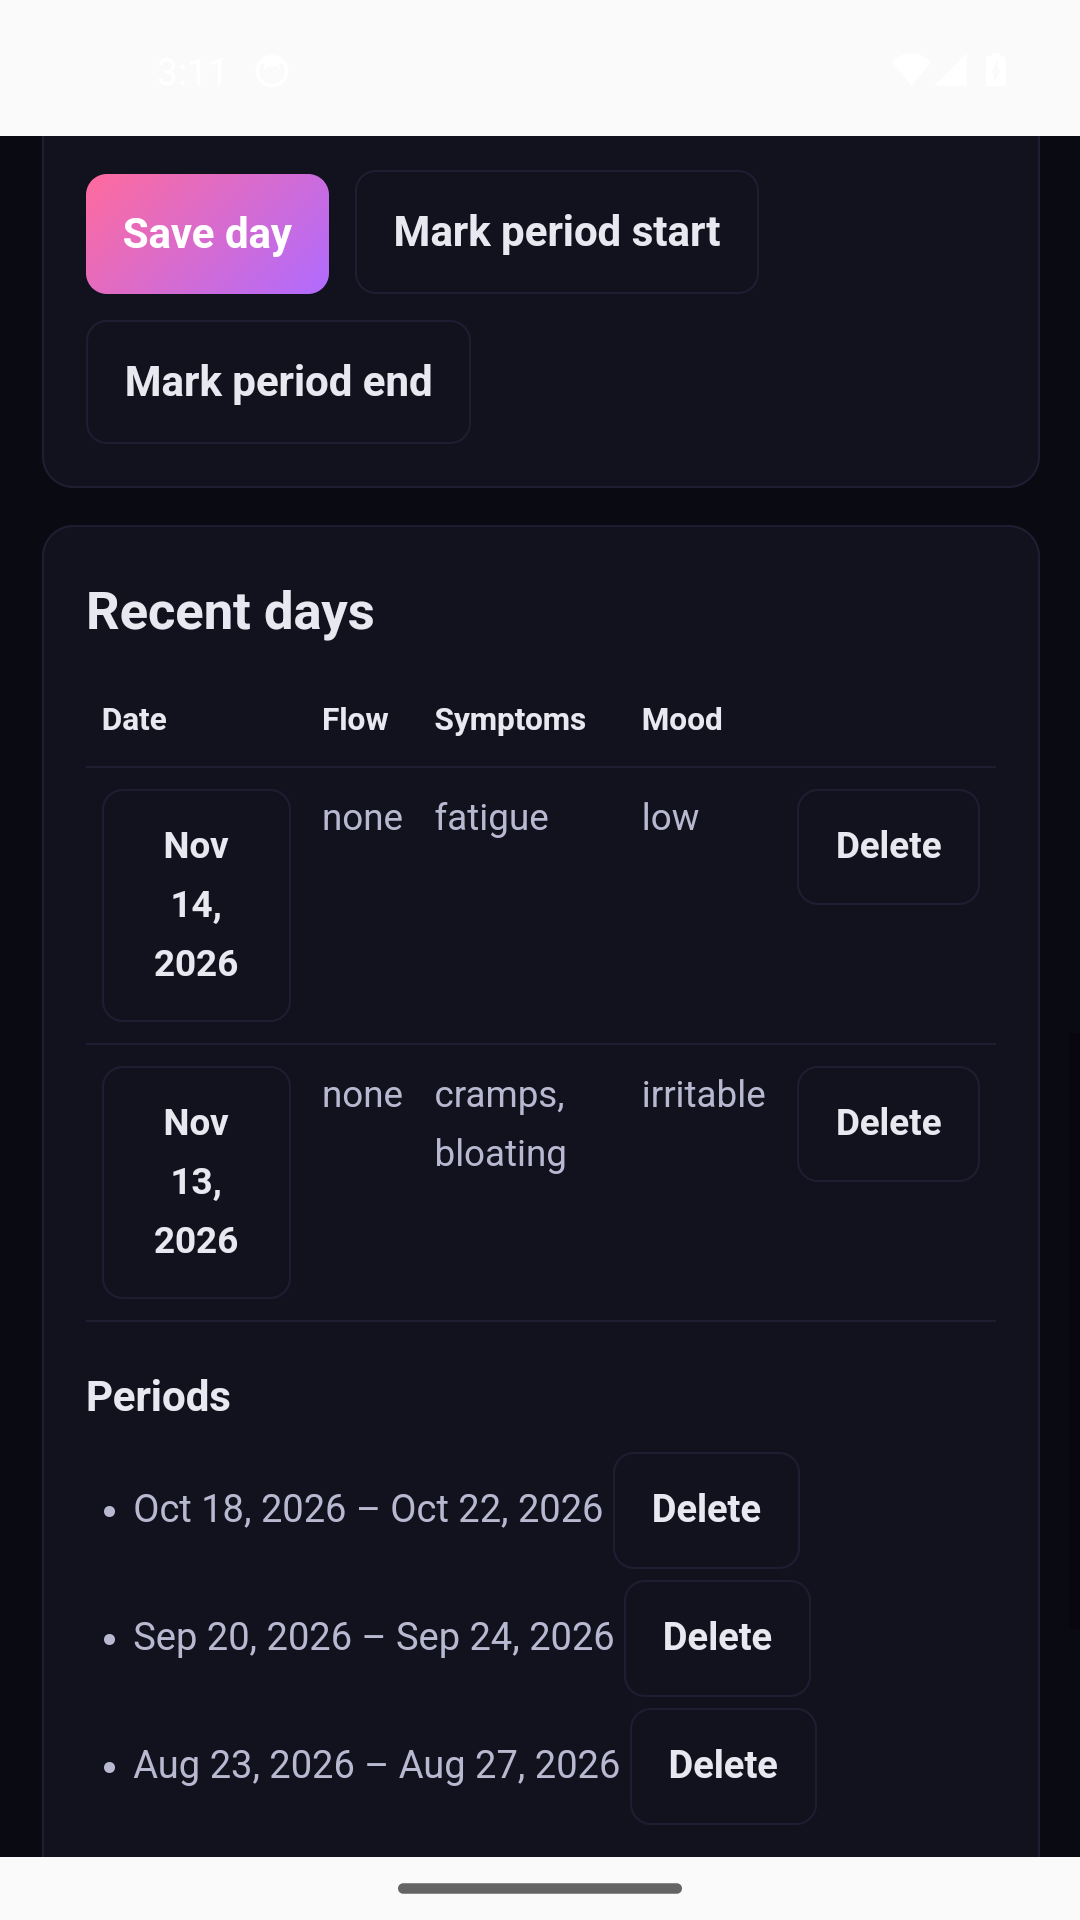 3:11
Save day
Mark period start
Mark period end
Recent days
Date Flow Symptoms Mood
Nov 14, 2026 none fatigue low Delete
Nov 13, 2026 none cramps, bloating irritable Delete
Periods
• Oct 18, 2026 – Oct 22, 2026 Delete
• Sep 20, 2026 – Sep 24, 2026 Delete
• Aug 23, 2026 – Aug 27, 2026 Delete